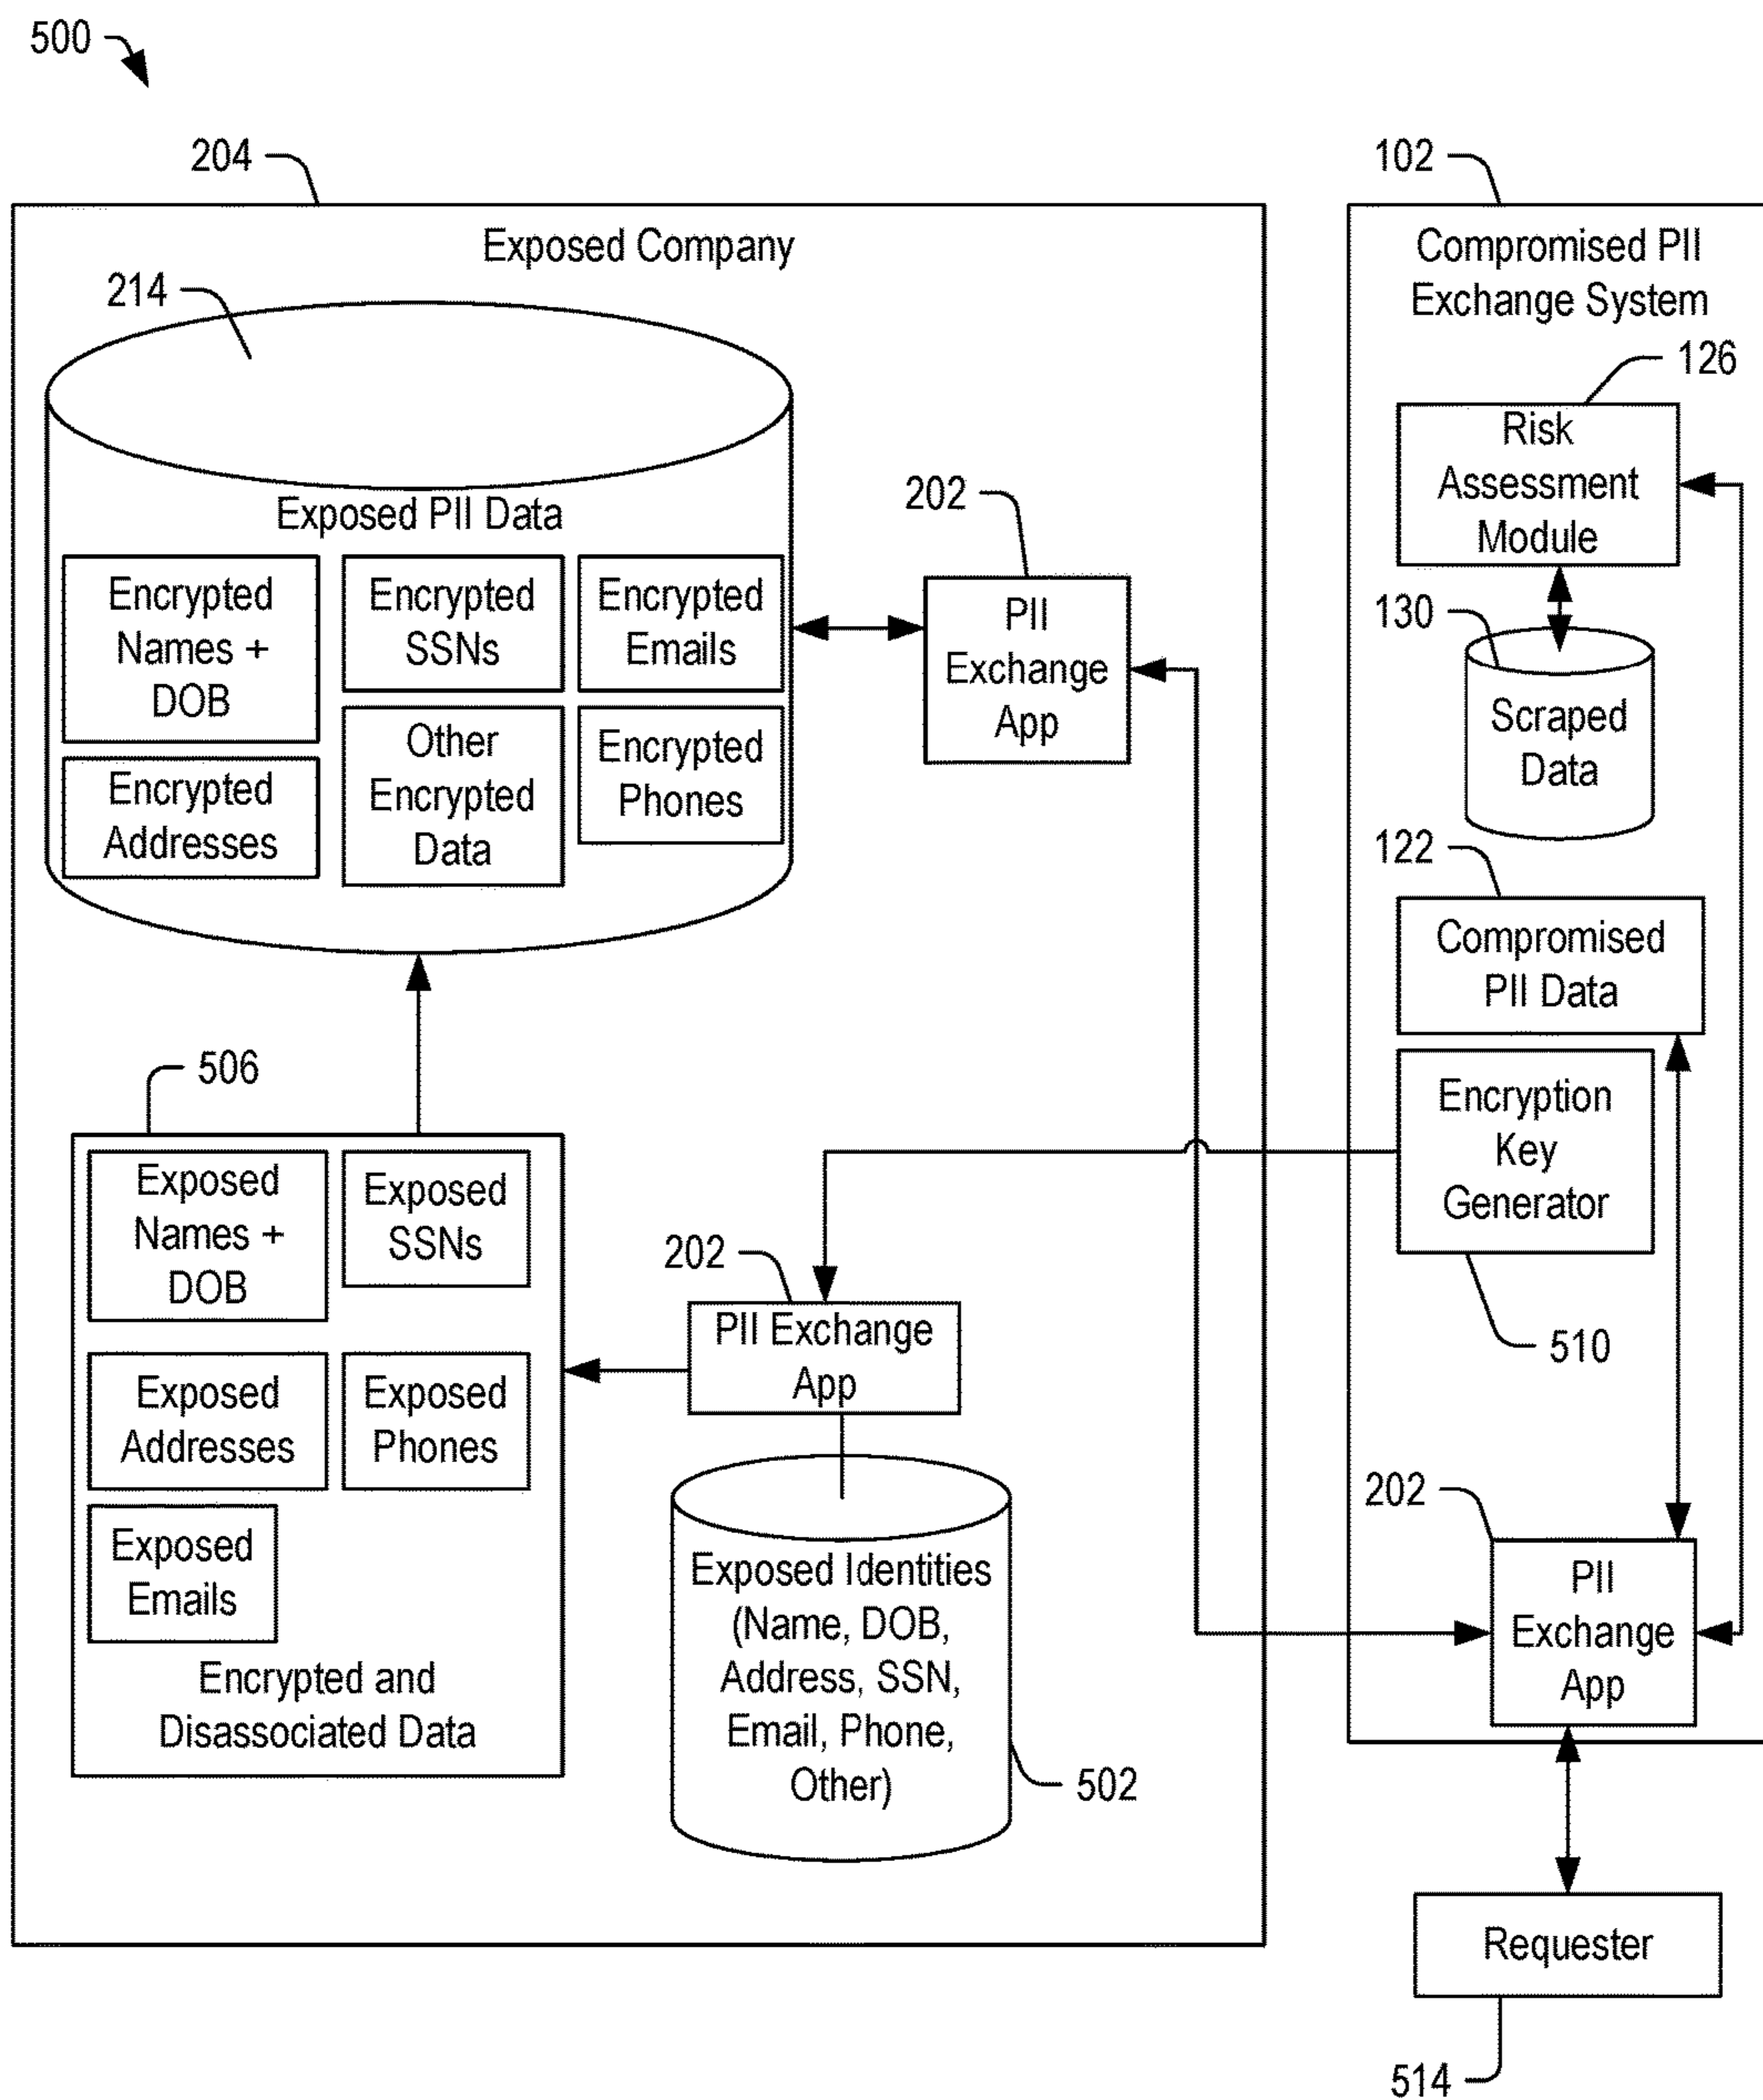 500
204
Exposed Company
214
Exposed PII Data
Encrypted
Names +
DOB
Encrypted
SSNs
Encrypted
Emails
Encrypted
Addresses
Other
Encrypted
Data
Encrypted
Phones
202
PII
Exchange
App
506
Exposed
Names +
DOB
Exposed
SSNs
Exposed
Addresses
Exposed
Phones
Exposed
Emails
Encrypted and
Disassociated Data
202
PII Exchange
App
Exposed Identities
(Name, DOB,
Address, SSN,
Email, Phone,
Other)
502
102
Compromised PII
Exchange System
126
Risk
Assessment
Module
130
Scraped
Data
122
Compromised
PII Data
Encryption
Key
Generator
510
202
PII
Exchange
App
Requester
514